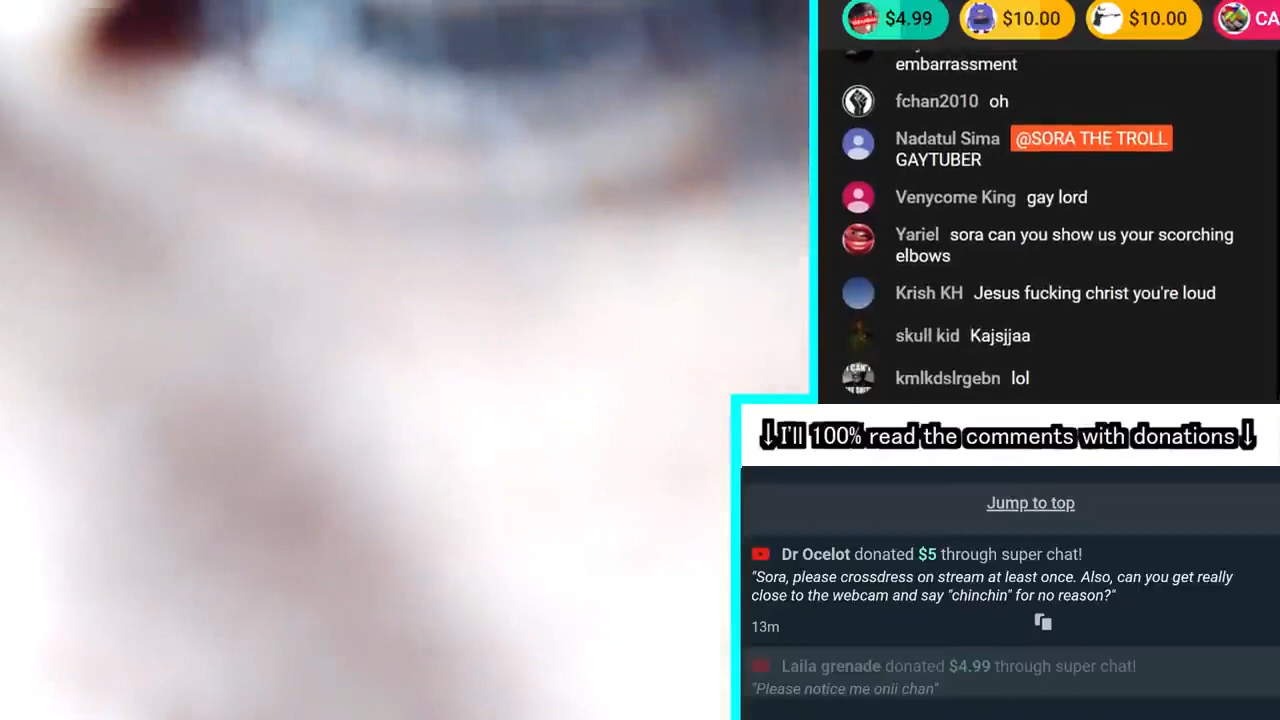 $4.99
$10.00
$10.00
CA
embarrassment
fchan2010 oh
Nadatul Sima @SORA THE TROLL
GAYTUBER
Venycome King gay lord
Yariel sora can you show us your scorching
elbows
Krish KH Jesus fucking christ you're loud
skull kid Kajsjjaa
kmlkdslrgebn lol
↓I'll 100% read the comments with donations↓
Jump to top
Dr Ocelot donated $5 through super chat!
"Sora, please crossdress on stream at least once. Also, can you get really
close to the webcam and say "chinchin" for no reason?"
13m
Laila grenade donated $4.99 through super chat!
"Please notice me onii chan"